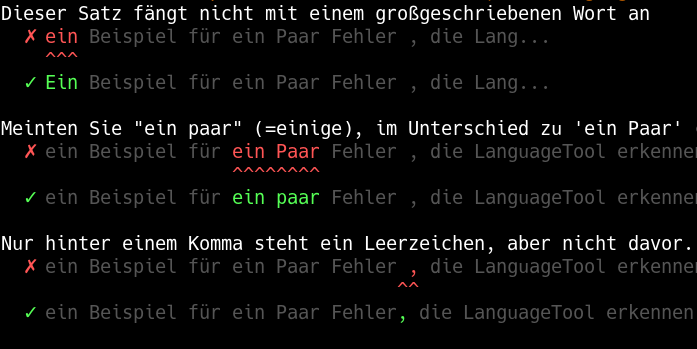 Dieser Satz fängt nicht mit einem großgeschriebenen Wort an
✗ ein Beispiel für ein Paar Fehler , die Lang...
^^^
✓ Ein Beispiel für ein Paar Fehler , die Lang...
Meinten Sie "ein paar" (=einige), im Unterschied zu 'ein Paar'
✗ ein Beispiel für ein Paar Fehler , die LanguageTool erkennen
^^^^^^^^
✓ ein Beispiel für ein paar Fehler , die LanguageTool erkennen
Nur hinter einem Komma steht ein Leerzeichen, aber nicht davor.
✗ ein Beispiel für ein Paar Fehler , die LanguageTool erkennen
^^
✓ ein Beispiel für ein Paar Fehler, die LanguageTool erkennen